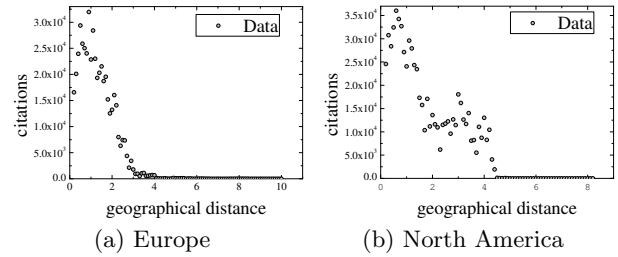 3.0x10⁴
2.5x10⁴
2.0x10⁴
1.5x10⁴
1.0x10⁴
5.0x10³
0.0
citations
Data
0 2 4 6 8 10
geographical distance
(a) Europe
3.5x10⁴
3.0x10⁴
2.5x10⁴
2.0x10⁴
1.5x10⁴
1.0x10⁴
5.0x10³
0.0
citations
Data
0 2 4 6 8
geographical distance
(b) North America